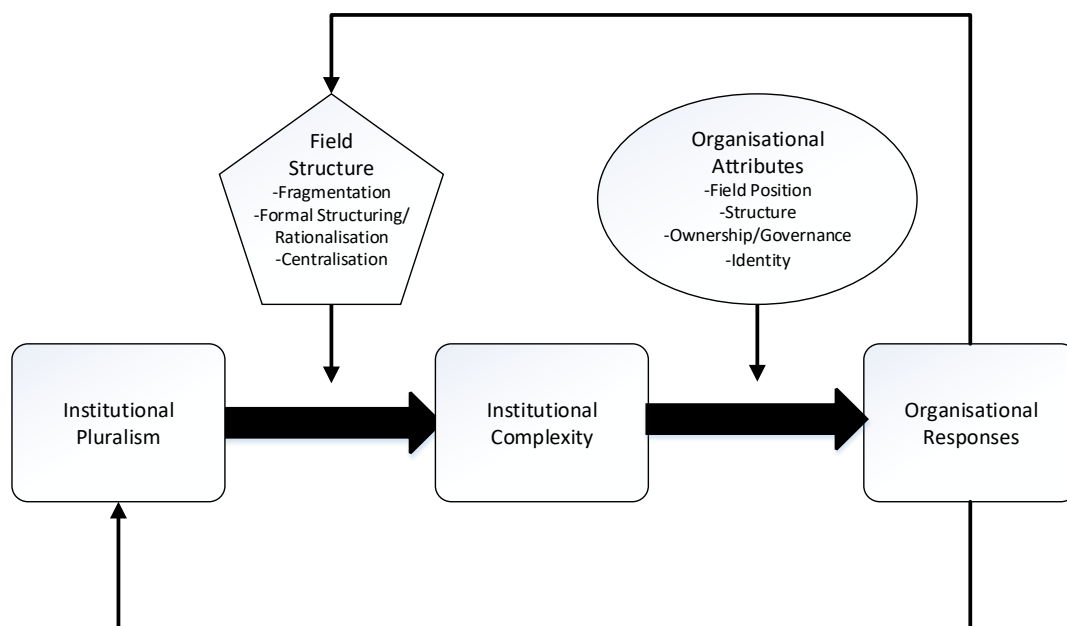 Field
Structure
-Fragmentation
-Formal Structuring/
Rationalisation
-Centralisation
Organisational
Attributes
-Field Position
-Structure
-Ownership/Governance
-Identity
Institutional
Pluralism
Institutional
Complexity
Organisational
Responses